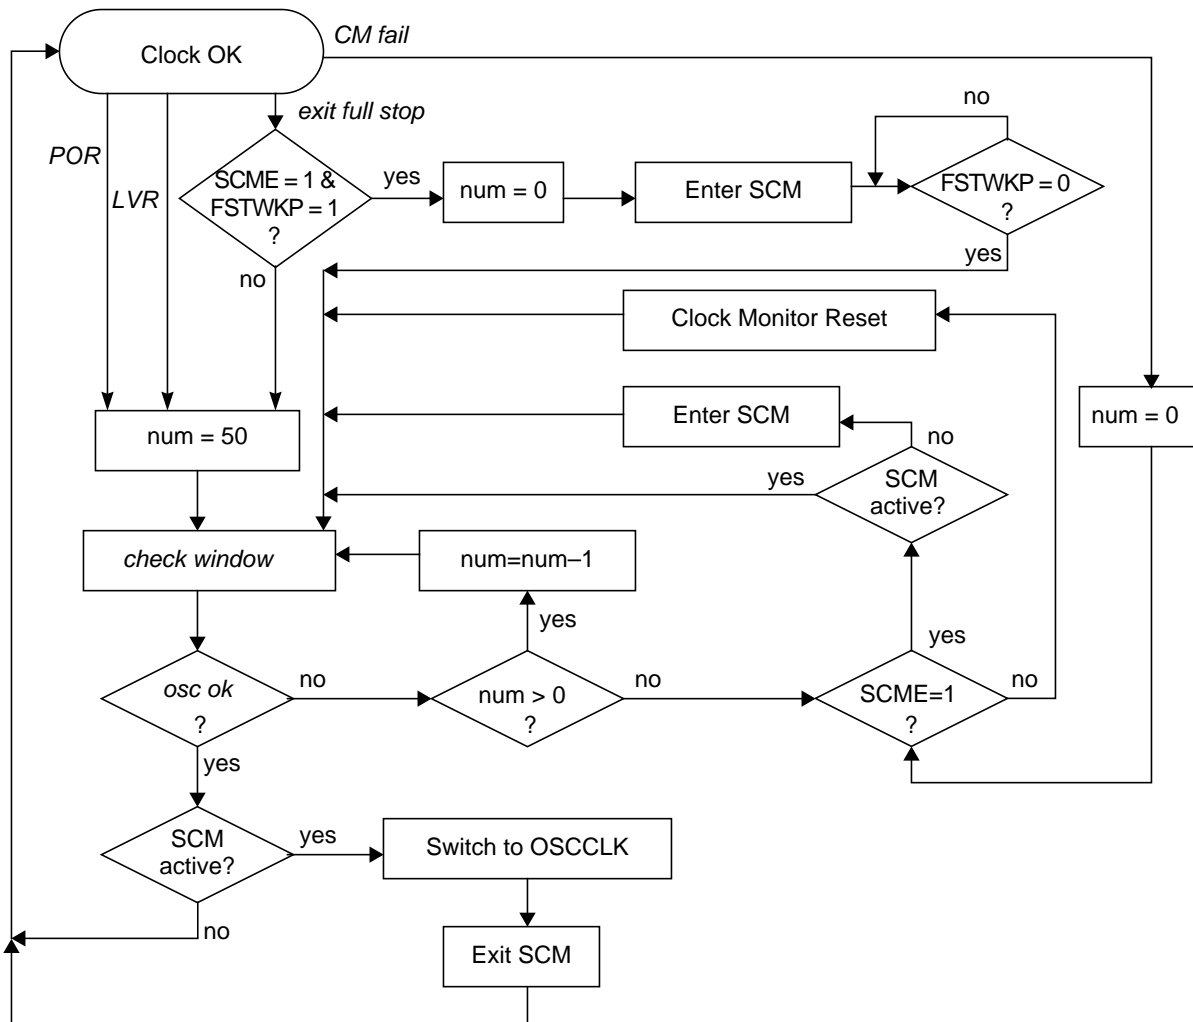 CM fail
Clock OK
exit full stop
no
POR
SCME = 1 &
FSTWKP = 1
?
yes
num = 0
Enter SCM
FSTWKP = 0
?
LVR
no
yes
Clock Monitor Reset
num = 50
Enter SCM
num = 0
no
SCM
active?
yes
check window
num=num–1
yes
yes
osc ok
?
no
num > 0
?
no
SCME=1
?
no
yes
SCM
active?
yes
Switch to OSCCLK
no
Exit SCM